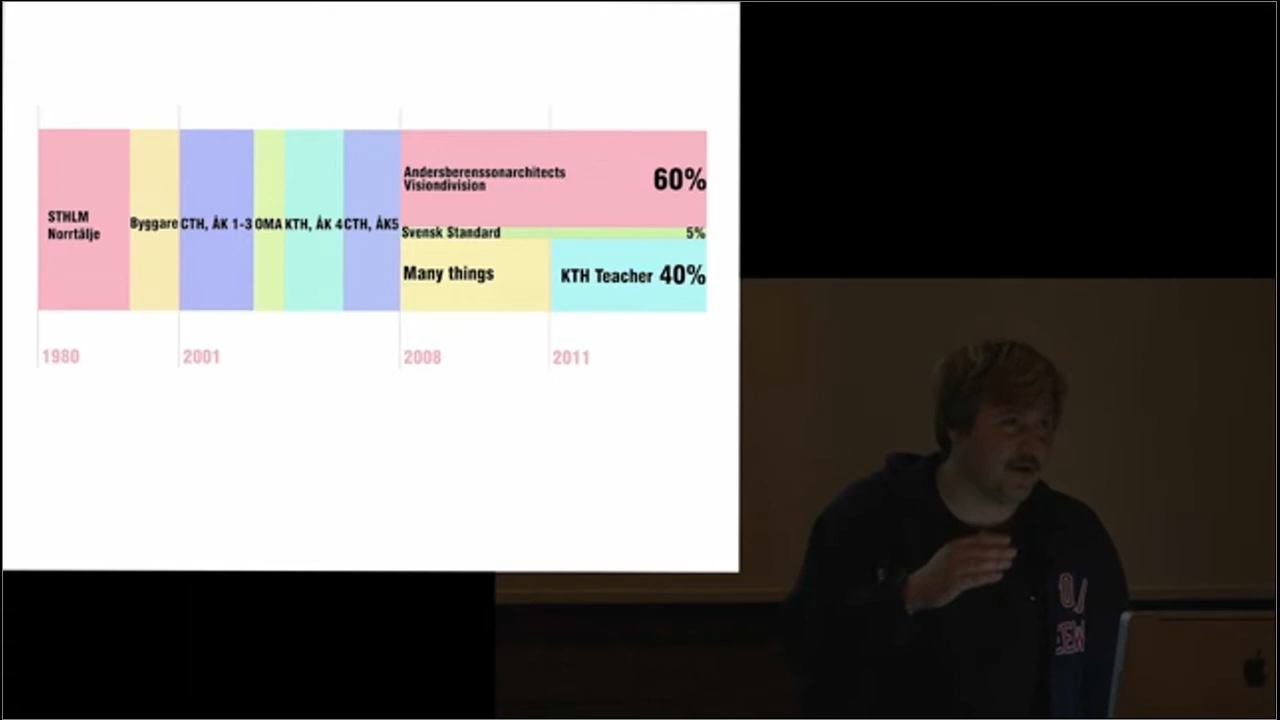 STHLM
Norrtälje
Byggare
CTH, ÅK 1-3
OMA
KTH, ÅK 4
CTH, ÅK5
Andersberenssonarchitects
Visiondivision
60%
Svensk Standard
5%
Many things
KTH Teacher 40%
1980
2001
2008
2011